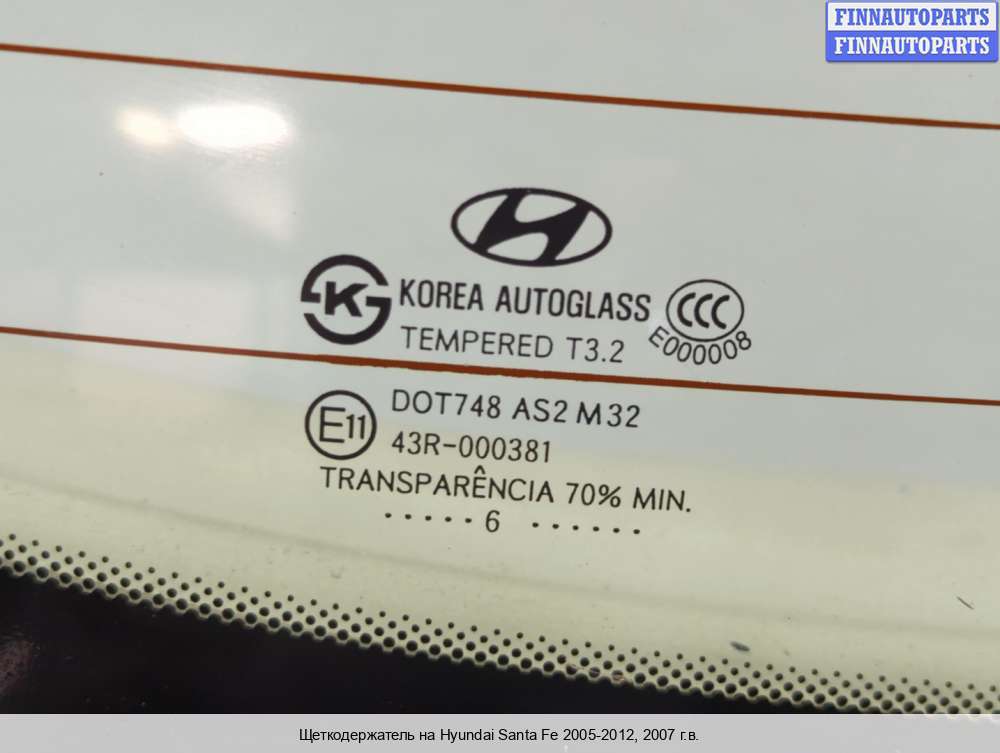 FINNAUTOPARTS
FINNAUTOPARTS
K
KOREA AUTOGLASS
CCC
E000008
TEMPERED T3.2
E11
DOT748 AS2 M32
43R-000381
TRANSPARÊNCIA 70% MIN.
·····6 ······
Щеткодержатель на Hyundai Santa Fe 2005-2012, 2007 г.в.